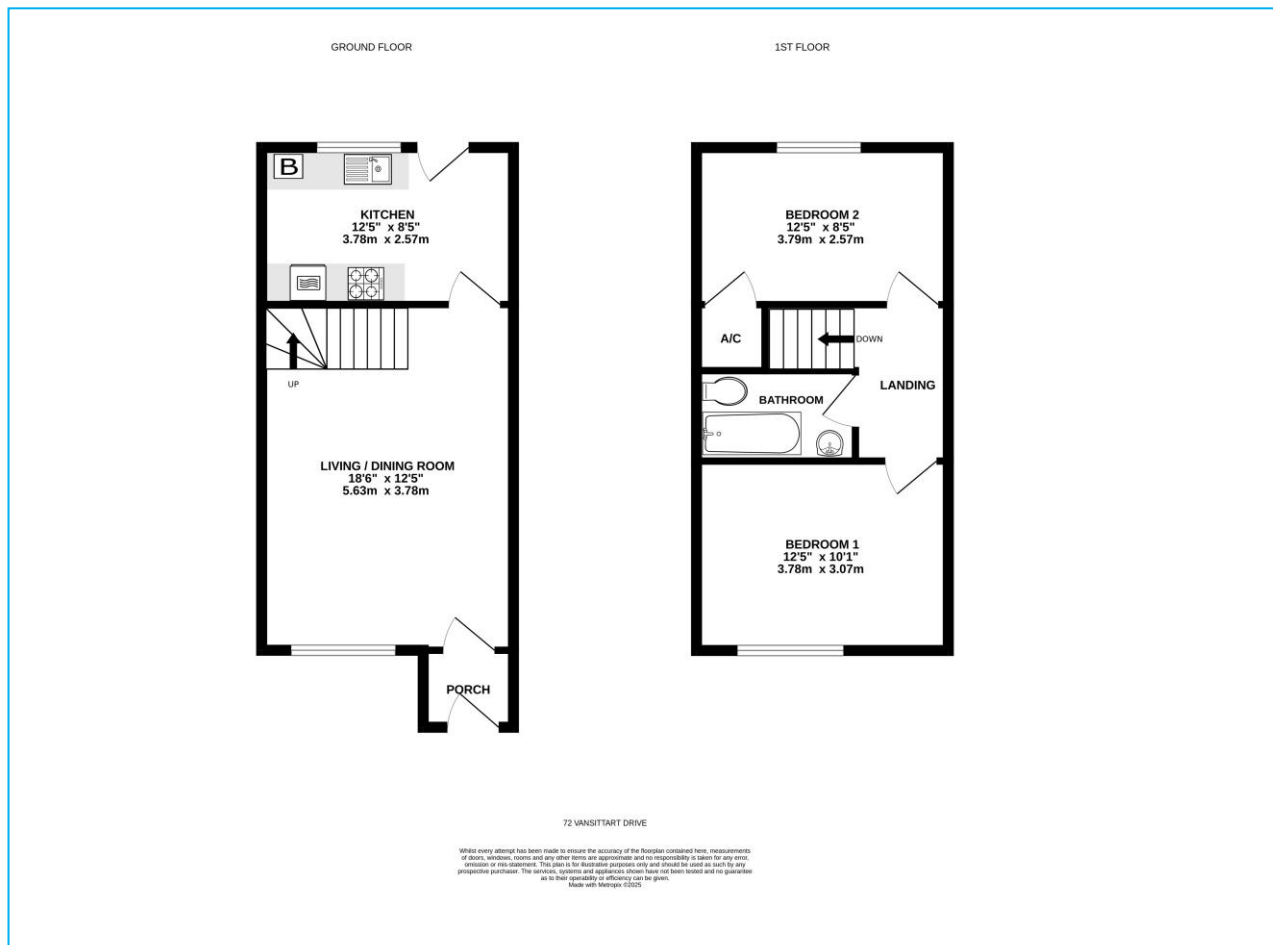 GROUND FLOOR
B
KITCHEN
12'5" x 8'5"
3.78m x 2.57m
UP
LIVING / DINING ROOM
18'6" x 12'5"
5.63m x 3.78m
PORCH
1ST FLOOR
BEDROOM 2
12'5" x 8'5"
3.79m x 2.57m
A/C
DOWN
LANDING
BATHROOM
BEDROOM 1
12'5" x 10'1"
3.78m x 3.07m
72 VANSITTART DRIVE
Whilst every attempt has been made to ensure the accuracy of the floorplan contained here, measurements
of doors, windows, rooms and any other items are approximate and no responsibility is taken for any error,
omission or mis-statement. This plan is for illustrative purposes only and should be used as such by any
prospective purchaser. The services, systems and appliances shown have not been tested and no guarantee
as to their operability or efficiency can be given.
Made with Metropix ©2025